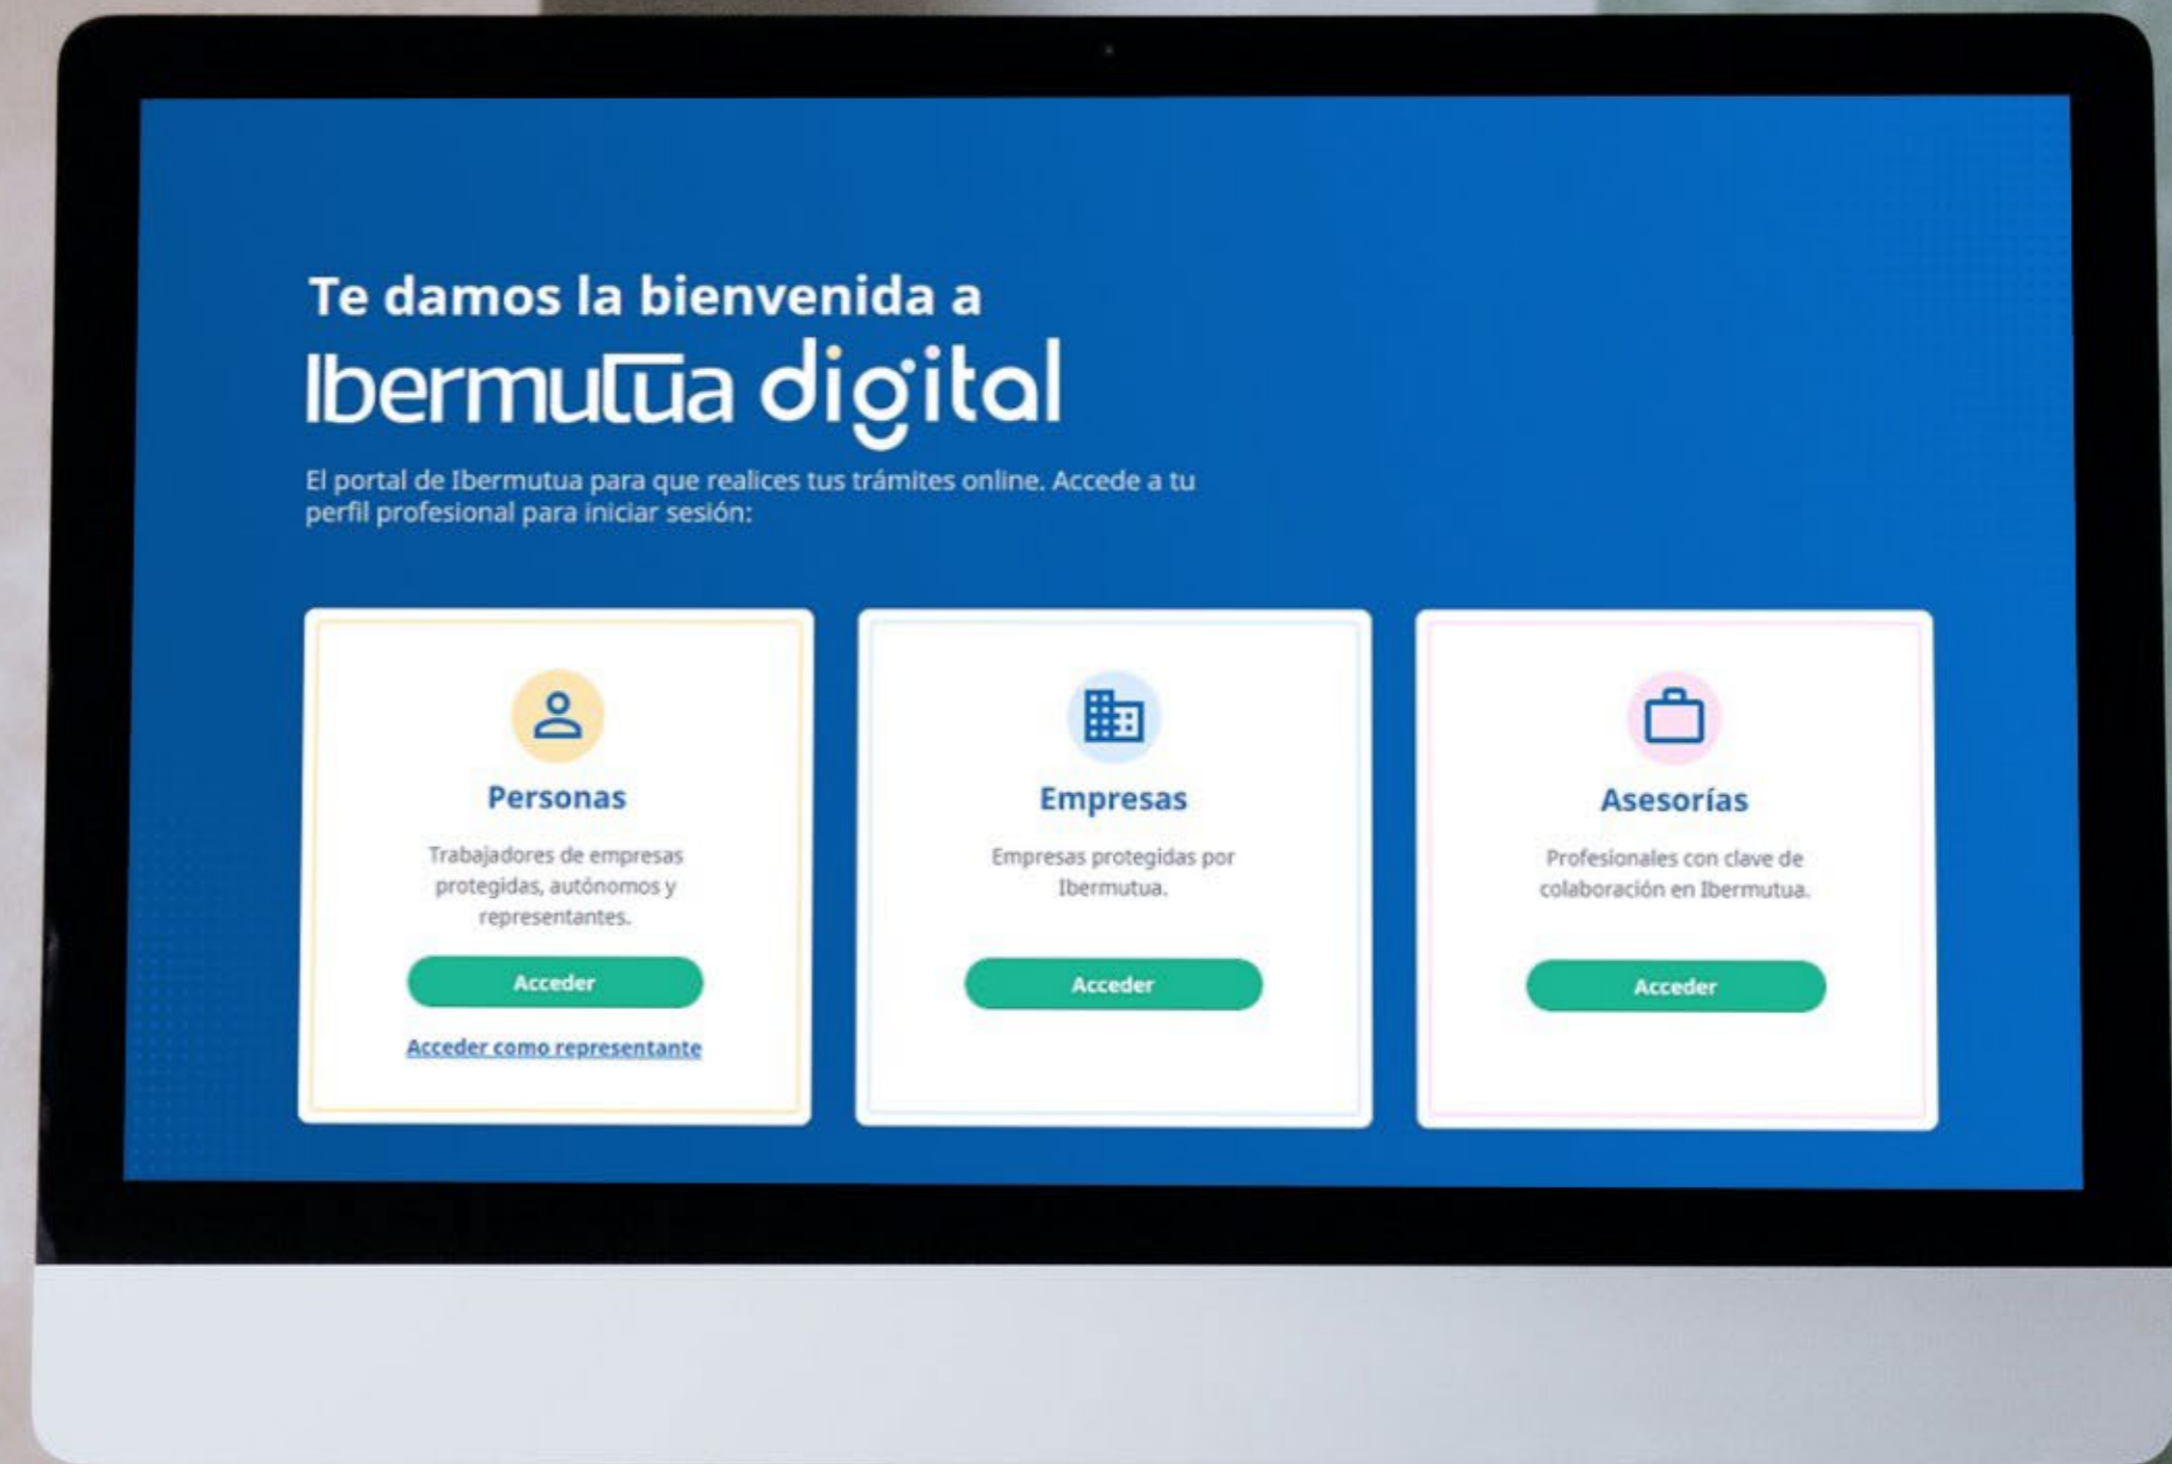 Te damos la bienvenida a
Ibermutua digital
El portal de Ibermutua para que realices tus trámites online. Accede a tu
perfil profesional para iniciar sesión:
Personas
Trabajadores de empresas
protegidas, autónomos y
representantes.
Acceder
Acceder como representante
Empresas
Empresas protegidas por
Ibermutua.
Acceder
Asesorías
Profesionales con clave de
colaboración en Ibermutua.
Acceder